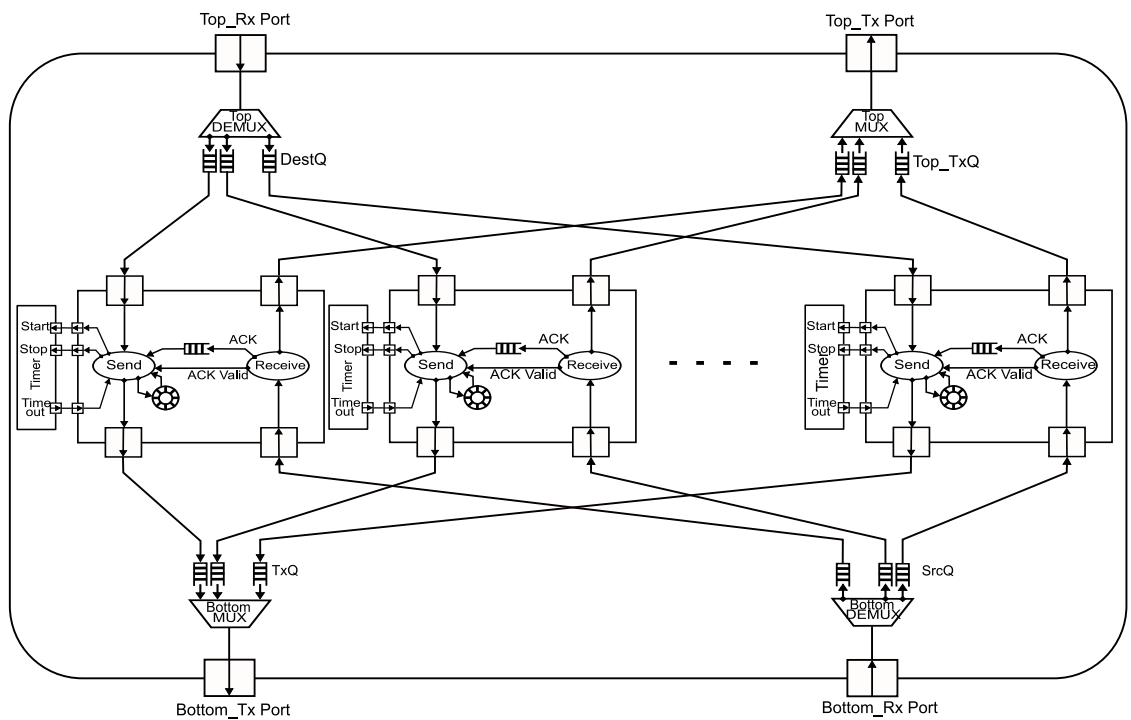 Top_Rx Port
Top_Tx Port
Top
DEMUX
Top
MUX
DestQ
Top_TxQ
Start
Stop
Timer
Time
out
Send
ACK
ACK Valid
Receive
Start
Stop
Timer
Time
out
Send
ACK
ACK Valid
Receive
Start
Stop
Timer
Time
out
Send
ACK
ACK Valid
Receive
TxQ
SrcQ
Bottom
MUX
Bottom
DEMUX
Bottom_Tx Port
Bottom_Rx Port